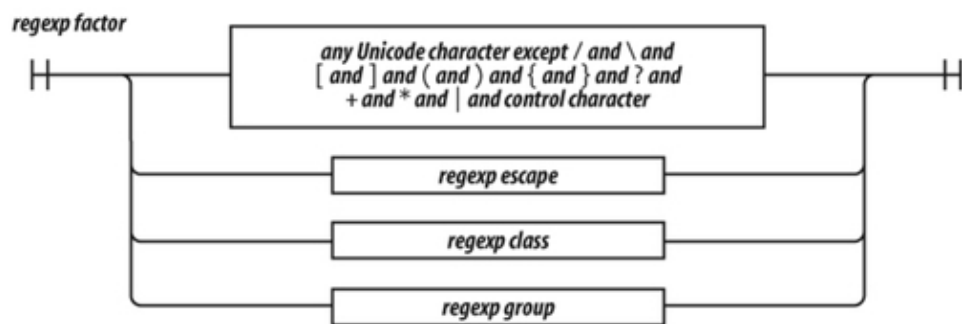 regexp factor
any Unicode character except / and \ and
[ and ] and ( and ) and { and } and ? and
+ and * and | and control character
regexp escape
regexp class
regexp group